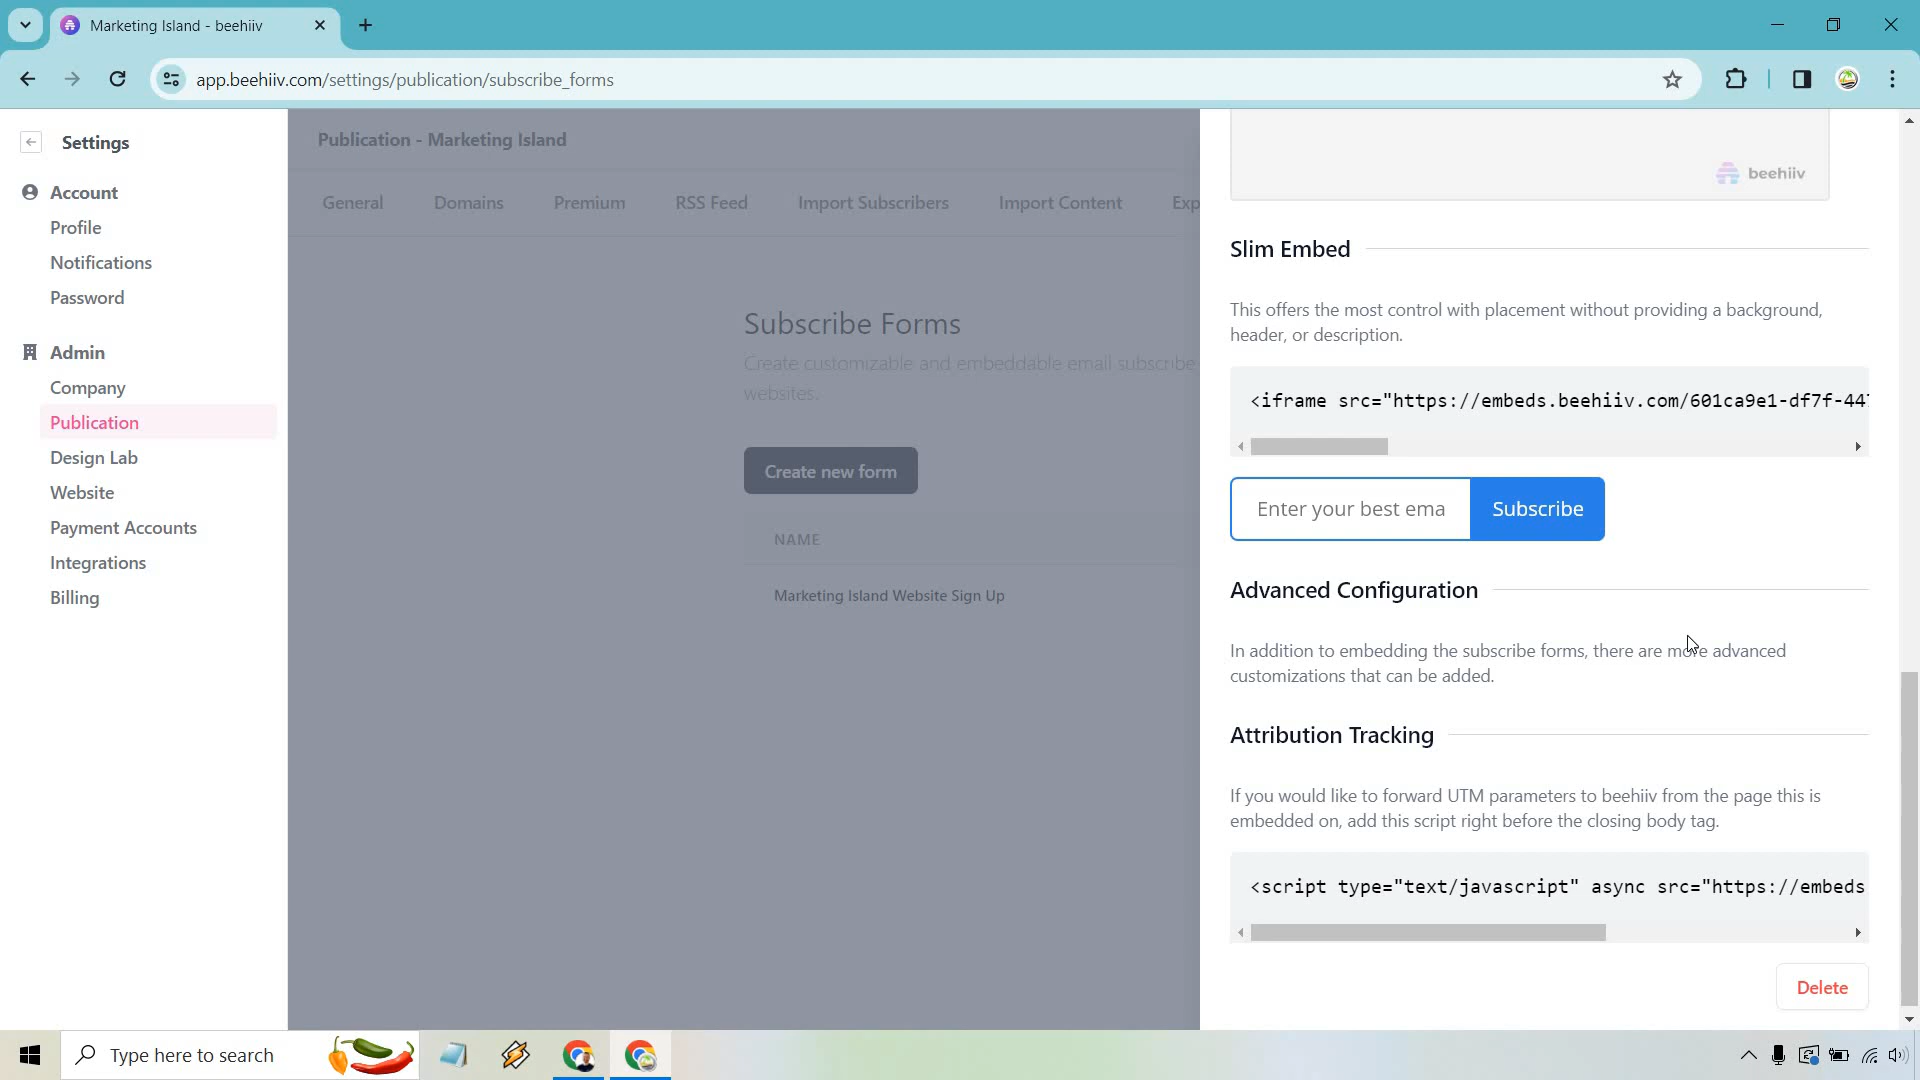 Marketing Island - beehiiv
app.beehiiv.com/settings/publication/subscribe_forms
Settings
Account
Profile
Notifications
Password
Admin
Company
Publication
Design Lab
Website
Payment Accounts
Integrations
Billing
Publication - Marketing Island
General Domains Premium RSS Feed Import Subscribers Import Content Exp
Subscribe Forms
Create customizable and embeddable email subscribe
websites.
Create new form
NAME
Marketing Island Website Sign Up
beehiiv
Slim Embed
This offers the most control with placement without providing a background,
header, or description.
<iframe src="https://embeds.beehiiv.com/601ca9e1-df7f-447
Enter your best ema Subscribe
Advanced Configuration
In addition to embedding the subscribe forms, there are more advanced
customizations that can be added.
Attribution Tracking
If you would like to forward UTM parameters to beehiiv from the page this is
embedded on, add this script right before the closing body tag.
<script type="text/javascript" async src="https://embeds
Delete
Type here to search